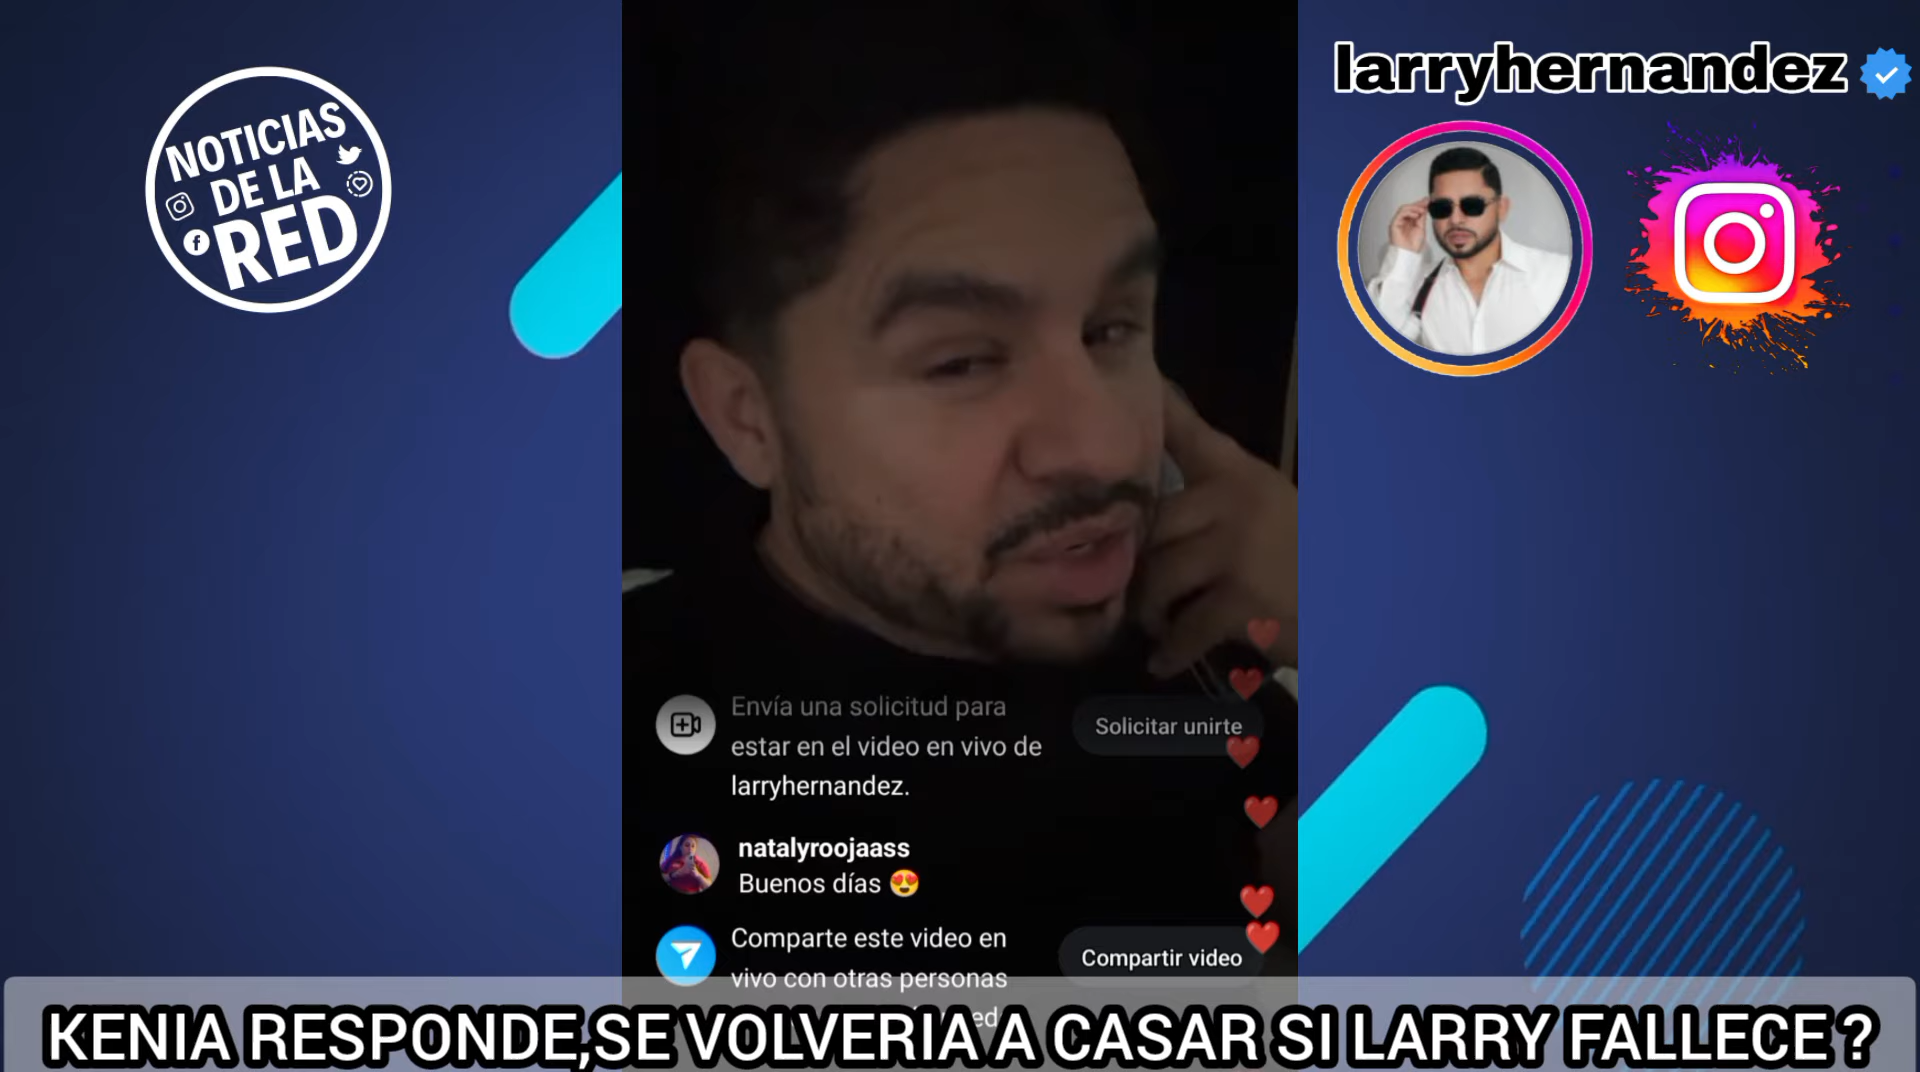 NOTICIAS
DE LA
RED
larryhernandez
Envía una solicitud para
estar en el video en vivo de
larryhernandez.
Solicitar unirte
natalyroojaass
Buenos días 😍
Comparte este video en
vivo con otras personas
Compartir video
KENIA RESPONDE,SE VOLVERIA A CASAR SI LARRY FALLECE ?